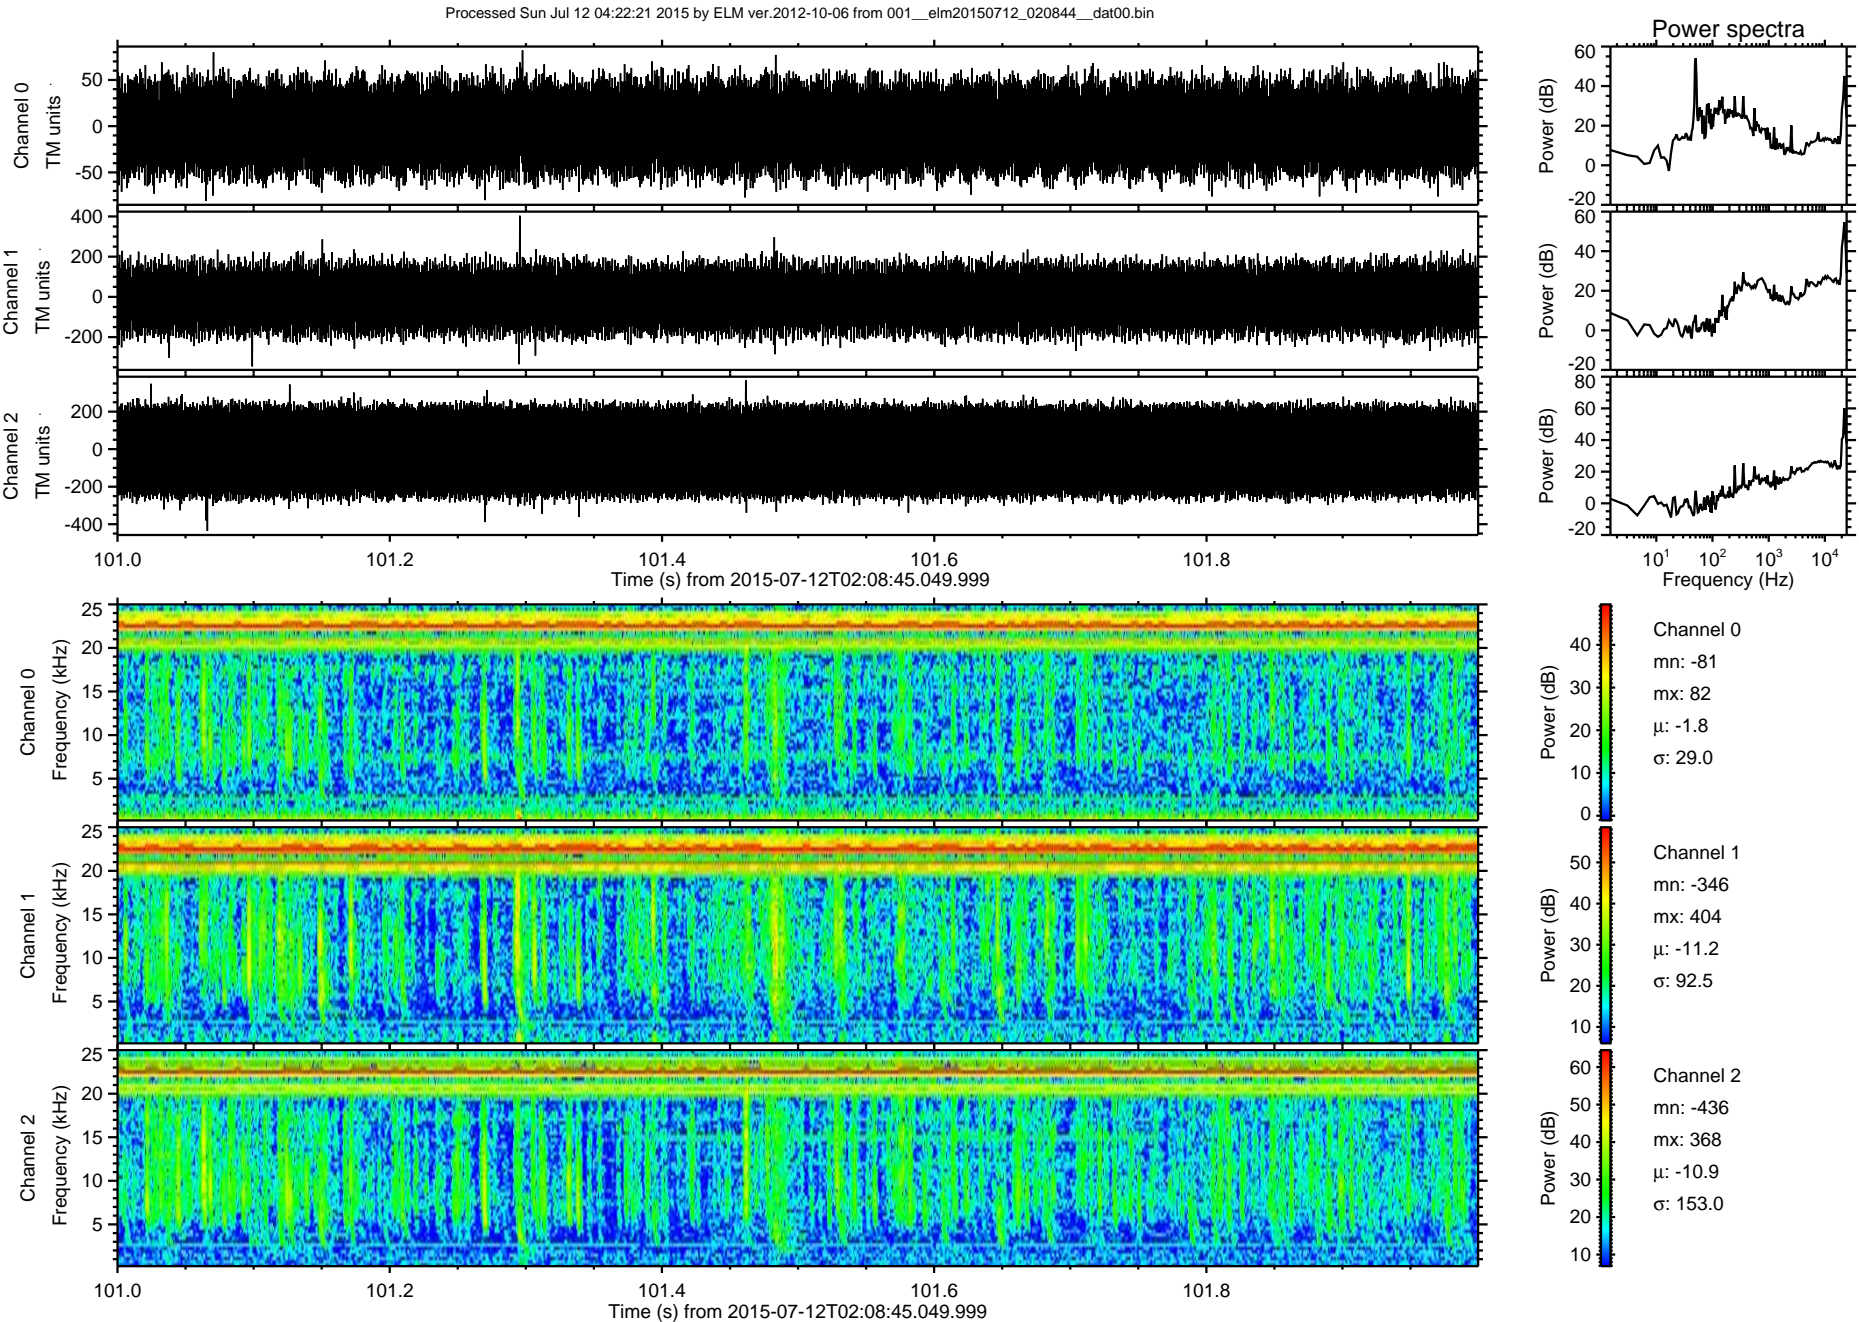 Processed Sun Jul 12 04:22:21 2015 by ELM ver.2012-10-06 from 001__elm20150712_020844__dat00.bin
Power spectra
Channel 0
TM units
50
0
-50
Power (dB)
60
40
20
0
-20
Channel 1
TM units
400
200
0
-200
Power (dB)
60
40
20
0
-20
Channel 2
TM units
200
0
-200
-400
Power (dB)
80
60
40
20
0
-20
101.0 101.2 101.4 101.6 101.8
Time (s) from 2015-07-12T02:08:45.049.999
10^1 10^2 10^3 10^4
Frequency (Hz)
Channel 0
Frequency (kHz)
25
20
15
10
5
Power (dB)
40
30
20
10
0
Channel 0
mn: -81
mx: 82
µ: -1.8
σ: 29.0
Channel 1
Frequency (kHz)
25
20
15
10
5
Power (dB)
50
40
30
20
10
Channel 1
mn: -346
mx: 404
µ: -11.2
σ: 92.5
Channel 2
Frequency (kHz)
25
20
15
10
5
Power (dB)
60
50
40
30
20
10
Channel 2
mn: -436
mx: 368
µ: -10.9
σ: 153.0
101.0 101.2 101.4 101.6 101.8
Time (s) from 2015-07-12T02:08:45.049.999